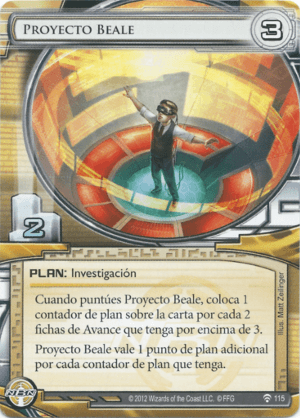 PROYECTO BEALE
3
2
Illus. Matt Zeilinger
PLAN: Investigación
Cuando puntúes Proyecto Beale, coloca 1
contador de plan sobre la carta por cada 2
fichas de Avance que tenga por encima de 3.
Proyecto Beale vale 1 punto de plan adicional
por cada contador de plan que tenga.
NBN
© 2012 Wizards of the Coast LLC. © FFG
115